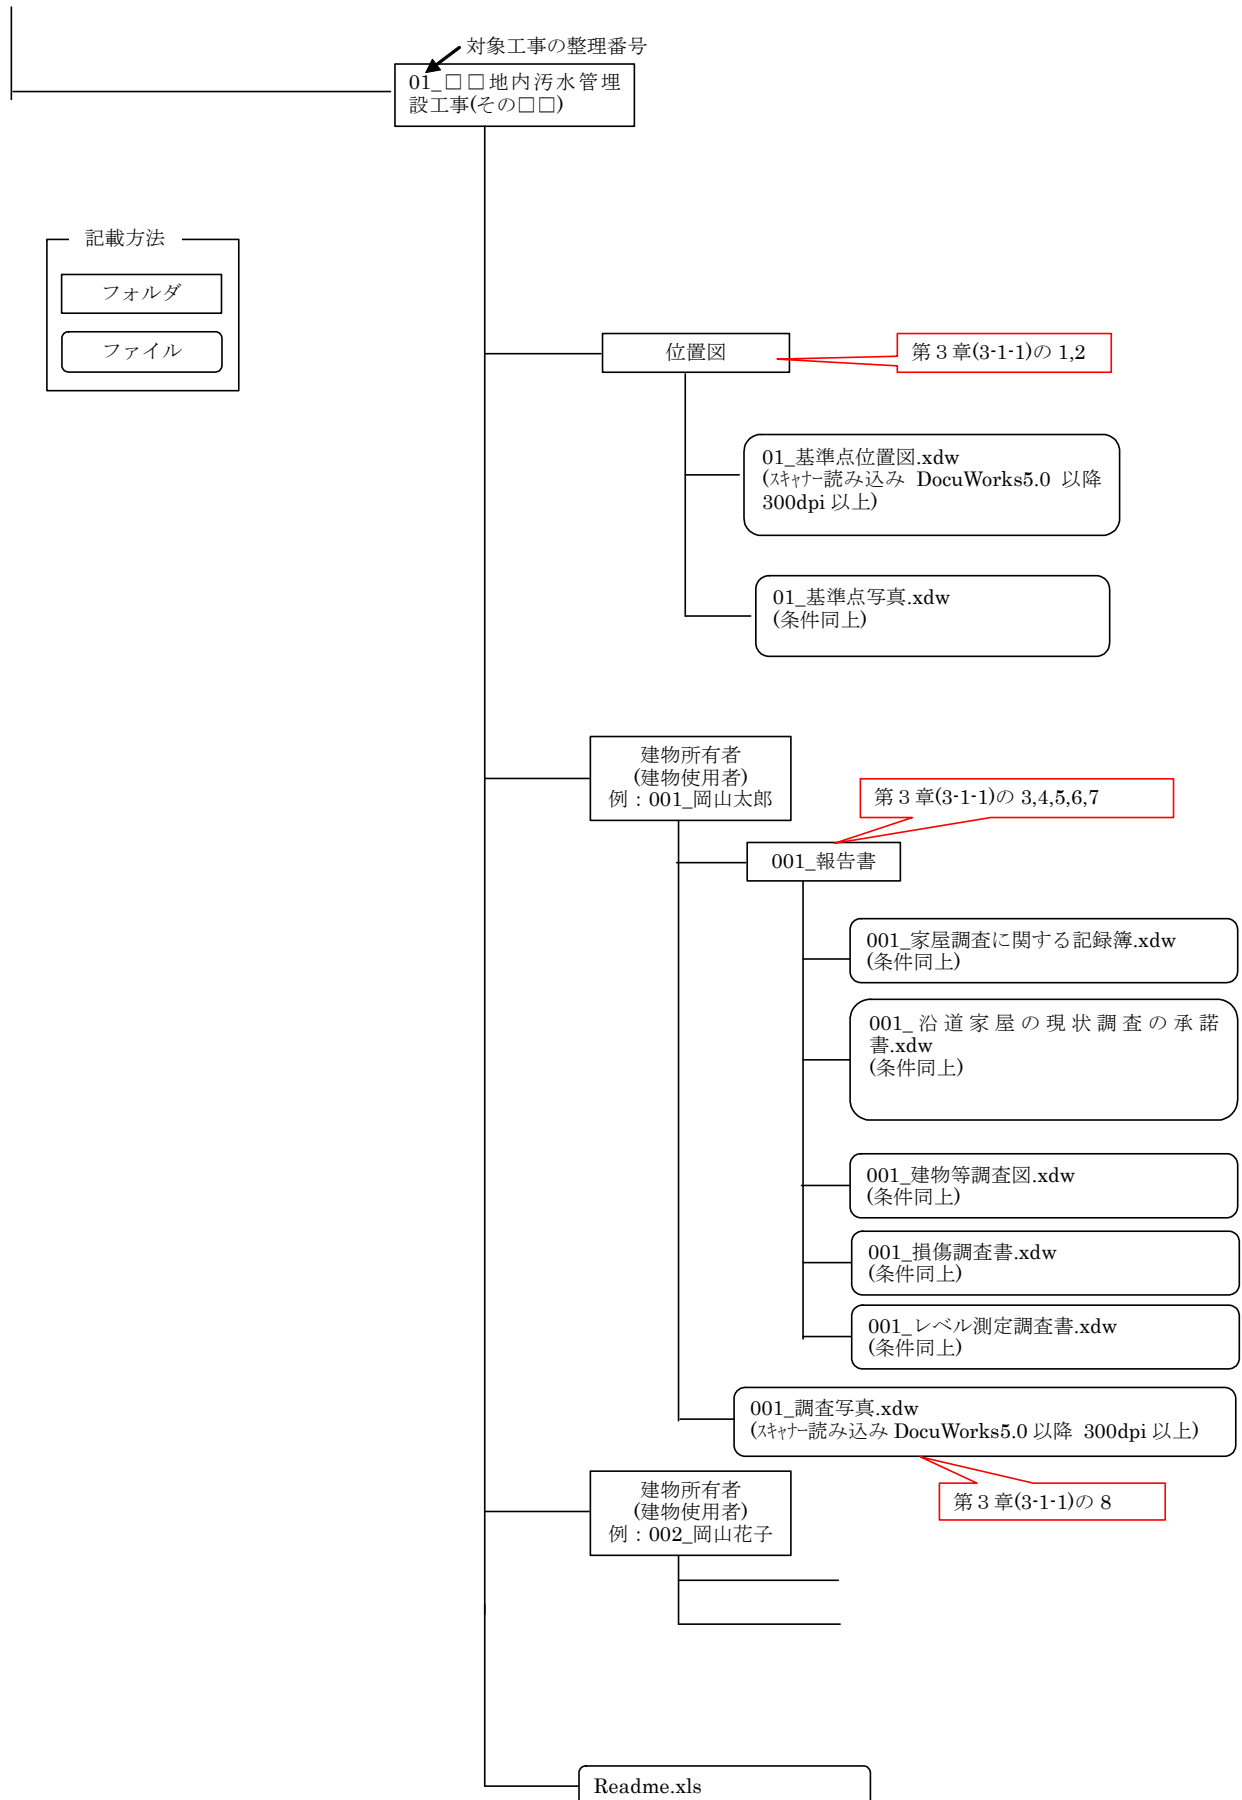 対象工事の整理番号
01_□□地内汚水管埋
設工事(その□□)
記載方法
フォルダ
ファイル
位置図
第３章(3-1-1)の 1,2
01_基準点位置図.xdw
(ｽｷｬﾅｰ読み込み DocuWorks5.0 以降
300dpi 以上)
01_基準点写真.xdw
(条件同上)
建物所有者
(建物使用者)
例：001_岡山太郎
第３章(3-1-1)の 3,4,5,6,7
001_報告書
001_家屋調査に関する記録簿.xdw
(条件同上)
001_沿道家屋の現状調査の承諾
書.xdw
(条件同上)
001_建物等調査図.xdw
(条件同上)
001_損傷調査書.xdw
(条件同上)
001_レベル測定調査書.xdw
(条件同上)
001_調査写真.xdw
(ｽｷｬﾅｰ読み込み DocuWorks5.0 以降 300dpi 以上)
第３章(3-1-1)の 8
建物所有者
(建物使用者)
例：002_岡山花子
Readme.xls